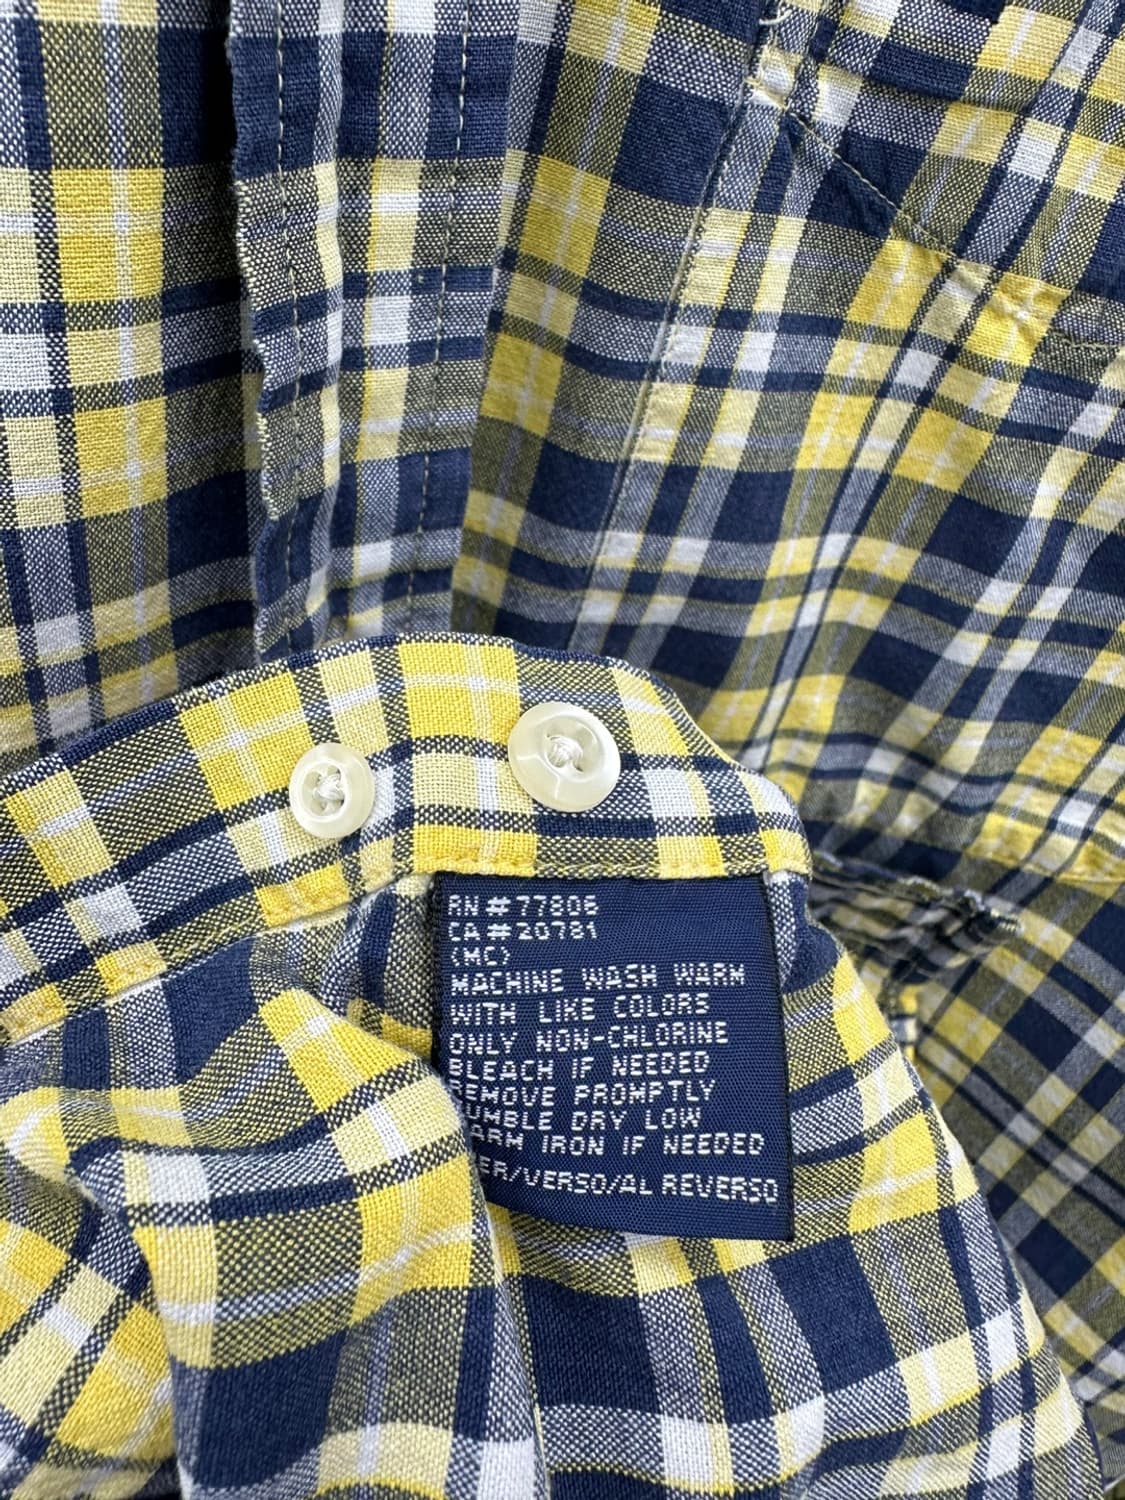 RN # 77806
CA # 20781
(MC)
MACHINE WASH WARM
WITH LIKE COLORS
ONLY NON-CHLORINE
BLEACH IF NEEDED
REMOVE PROMPTLY
UMBLE DRY LOW
ARM IRON IF NEEDED
ER/VERSO/AL REVERSO